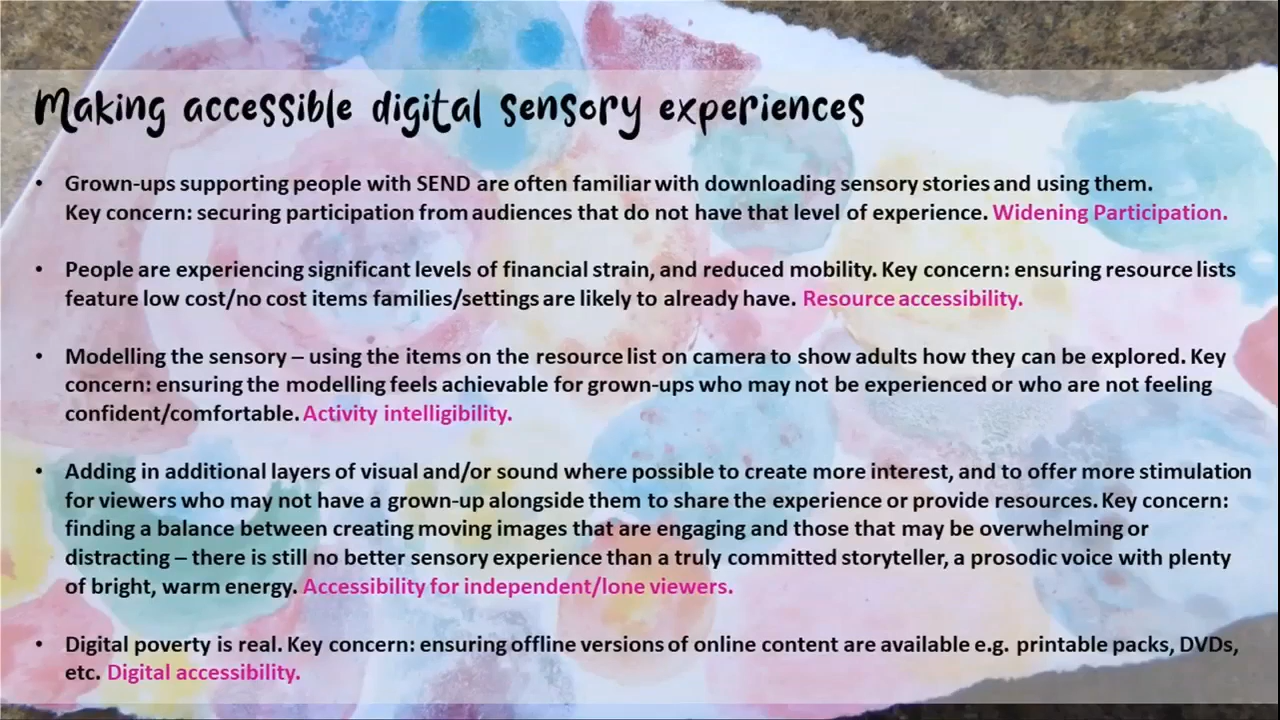 Making accessible digital sensory experiences
• Grown-ups supporting people with SEND are often familiar with downloading sensory stories and using them.
Key concern: securing participation from audiences that do not have that level of experience. Widening Participation.
• People are experiencing significant levels of financial strain, and reduced mobility. Key concern: ensuring resource lists
feature low cost/no cost items families/settings are likely to already have. Resource accessibility.
• Modelling the sensory – using the items on the resource list on camera to show adults how they can be explored. Key
concern: ensuring the modelling feels achievable for grown-ups who may not be experienced or who are not feeling
confident/comfortable. Activity intelligibility.
• Adding in additional layers of visual and/or sound where possible to create more interest, and to offer more stimulation
for viewers who may not have a grown-up alongside them to share the experience or provide resources. Key concern:
finding a balance between creating moving images that are engaging and those that may be overwhelming or
distracting – there is still no better sensory experience than a truly committed storyteller, a prosodic voice with plenty
of bright, warm energy. Accessibility for independent/lone viewers.
• Digital poverty is real. Key concern: ensuring offline versions of online content are available e.g. printable packs, DVDs,
etc. Digital accessibility.